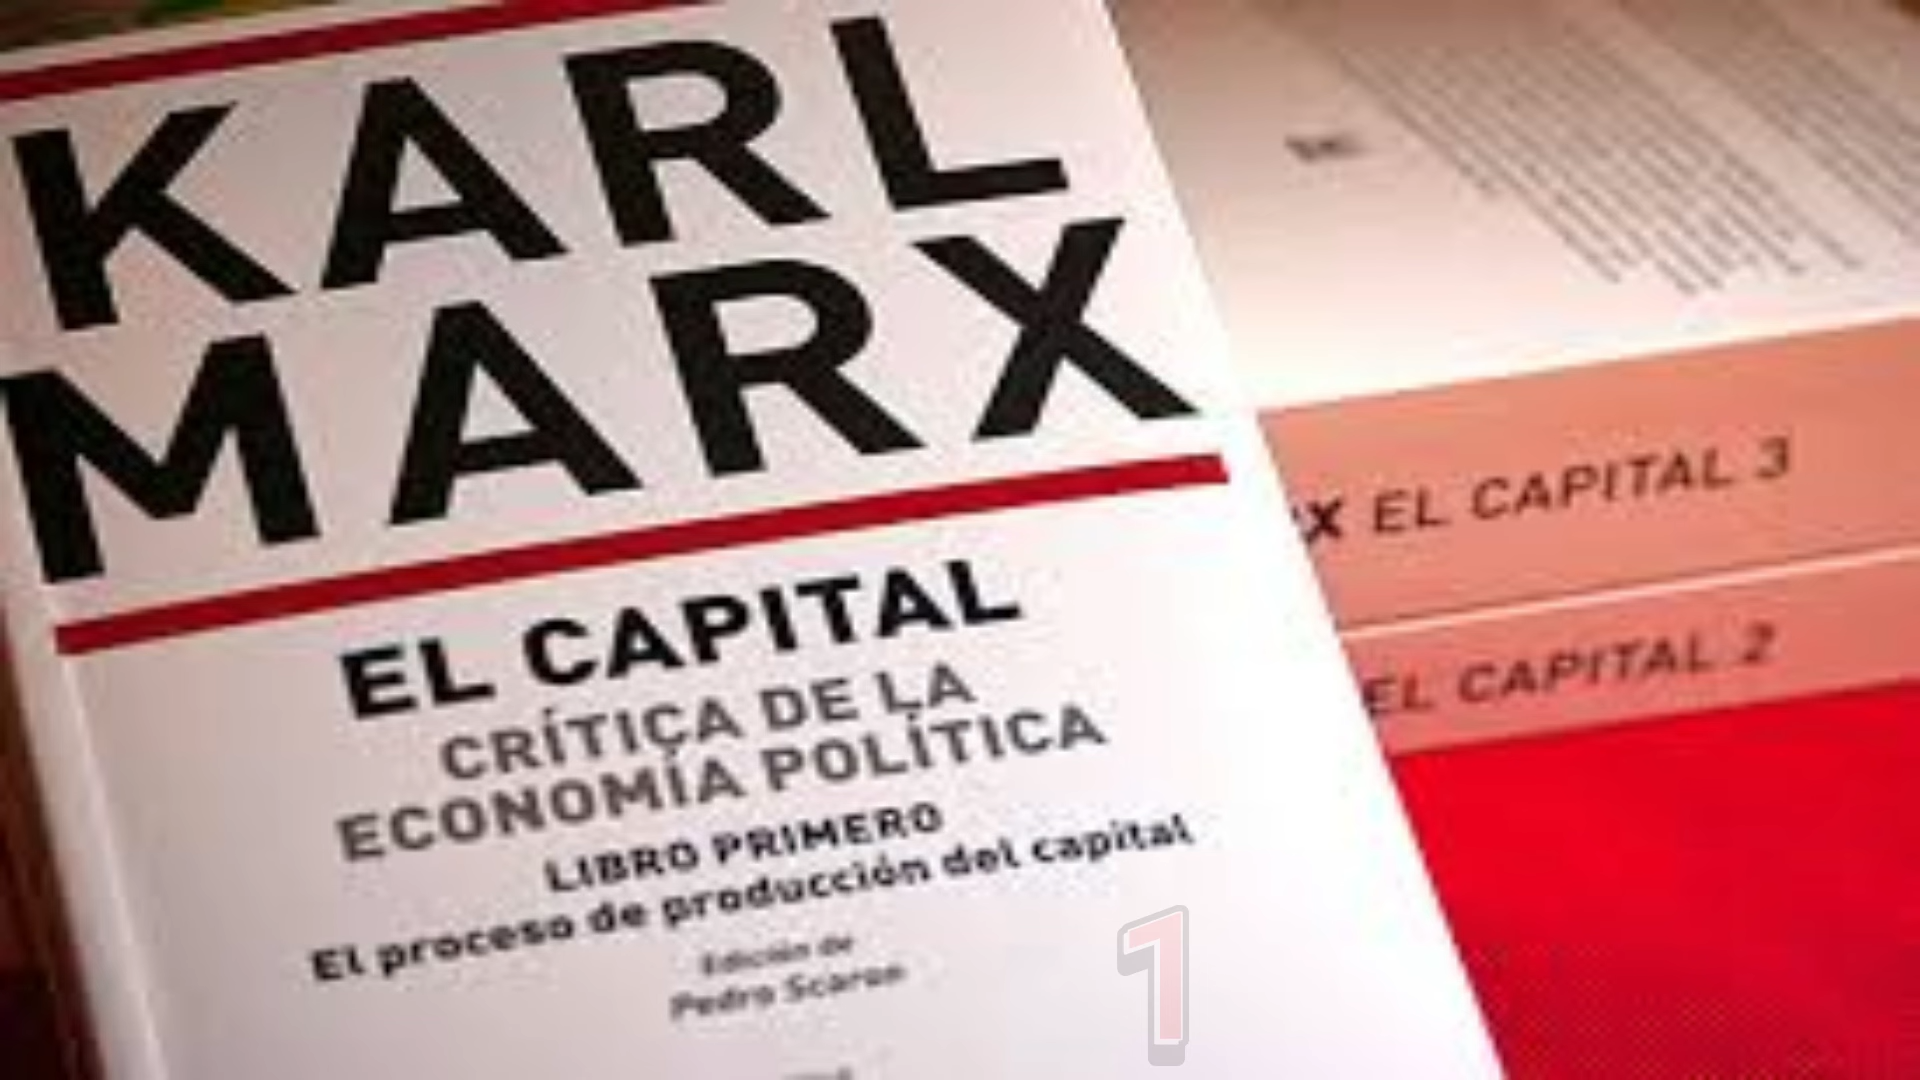 KARL
MARX
EL CAPITAL
CRÍTICA DE LA
ECONOMÍA POLÍTICA
LIBRO PRIMERO
El proceso de producción del capital
Edición de
Pedro Scaron
1
X EL CAPITAL 3
EL CAPITAL 2